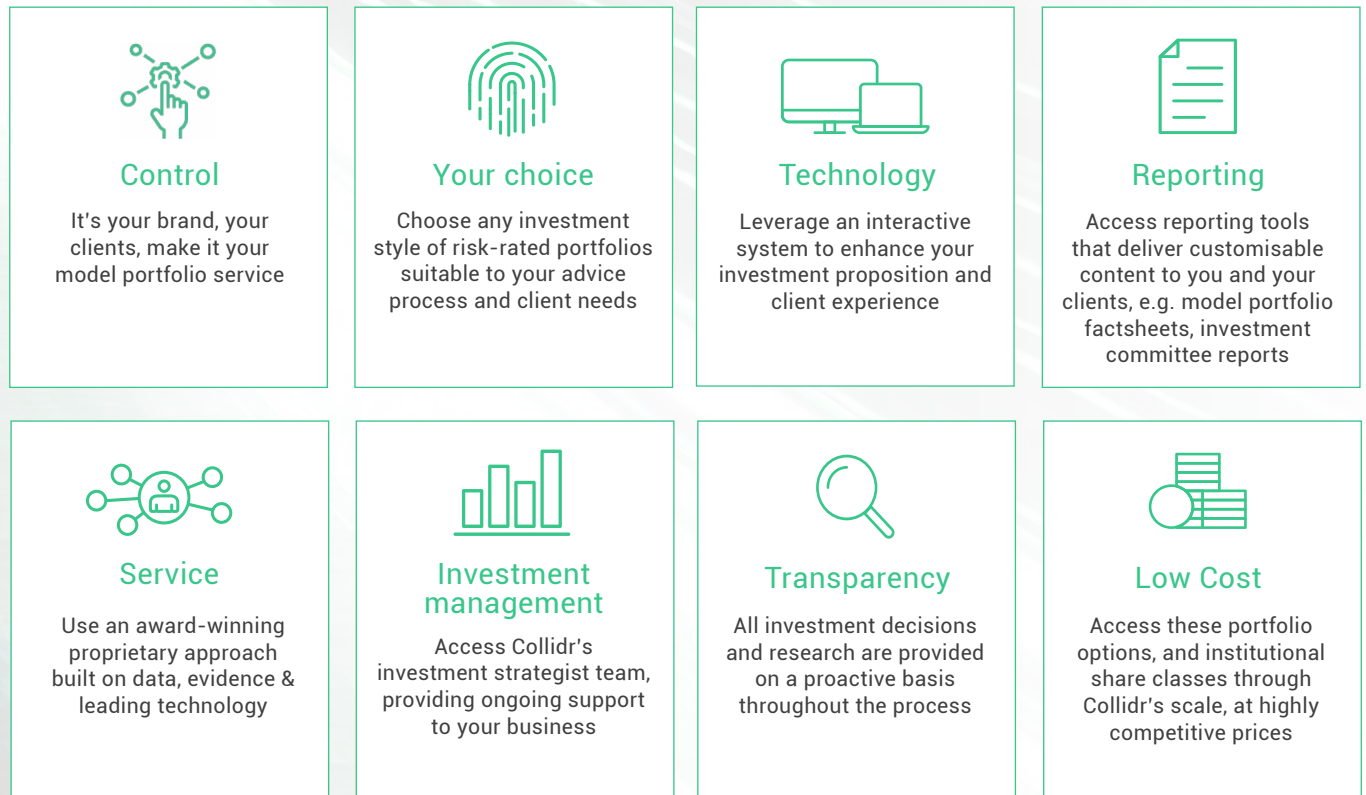 Control
It's your brand, your
clients, make it your
model portfolio service
Your choice
Choose any investment
style of risk-rated portfolios
suitable to your advice
process and client needs
Technology
Leverage an interactive
system to enhance your
investment proposition and
client experience
Reporting
Access reporting tools
that deliver customisable
content to you and your
clients, e.g. model portfolio
factsheets, investment
committee reports
Service
Use an award-winning
proprietary approach
built on data, evidence &
leading technology
Investment
management
Access Collidr's
investment strategist team,
providing ongoing support
to your business
Transparency
All investment decisions
and research are provided
on a proactive basis
throughout the process
Low Cost
Access these portfolio
options, and institutional
share classes through
Collidr's scale, at highly
competitive prices